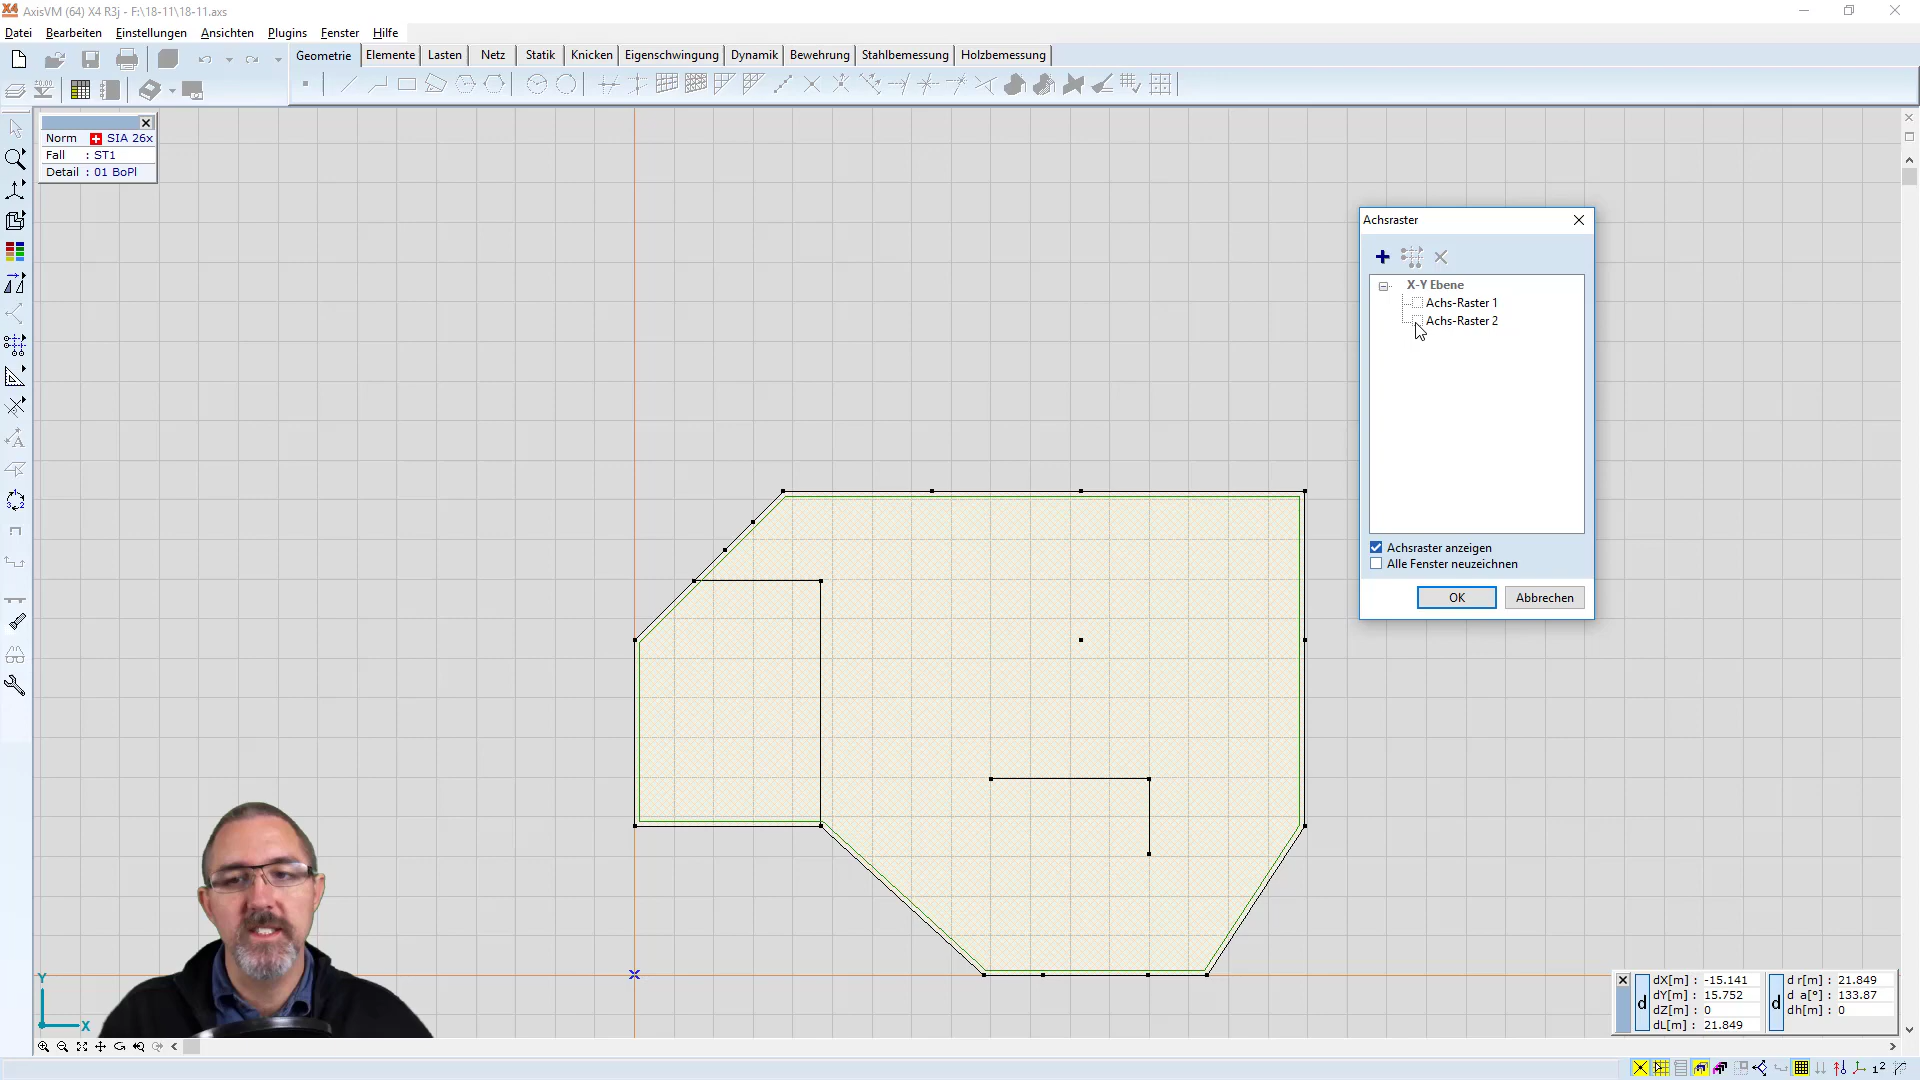 X4 AxisVM (64) X4 R3j - F:\18-11\18-11.axs
Datei Bearbeiten Einstellungen Ansichten Plugins Fenster Hilfe
Geometrie Elemente Lasten Netz Statik Knicken Eigenschwingung Dynamik Bewehrung Stahlbemessung Holzbemessung
Norm SIA 26x
Fall : ST1
Detail : 01 BoPl
Achsraster
X-Y Ebene
Achs-Raster 1
Achs-Raster 2
Achsraster anzeigen
Alle Fenster neuzeichnen
OK Abbrechen
Y
X
dX[m] : -15.141
dY[m] : 15.752
dZ[m] : 0
dL[m] : 21.849
d r[m] : 21.849
d a[°] : 133.87
dh[m] : 0
d
d